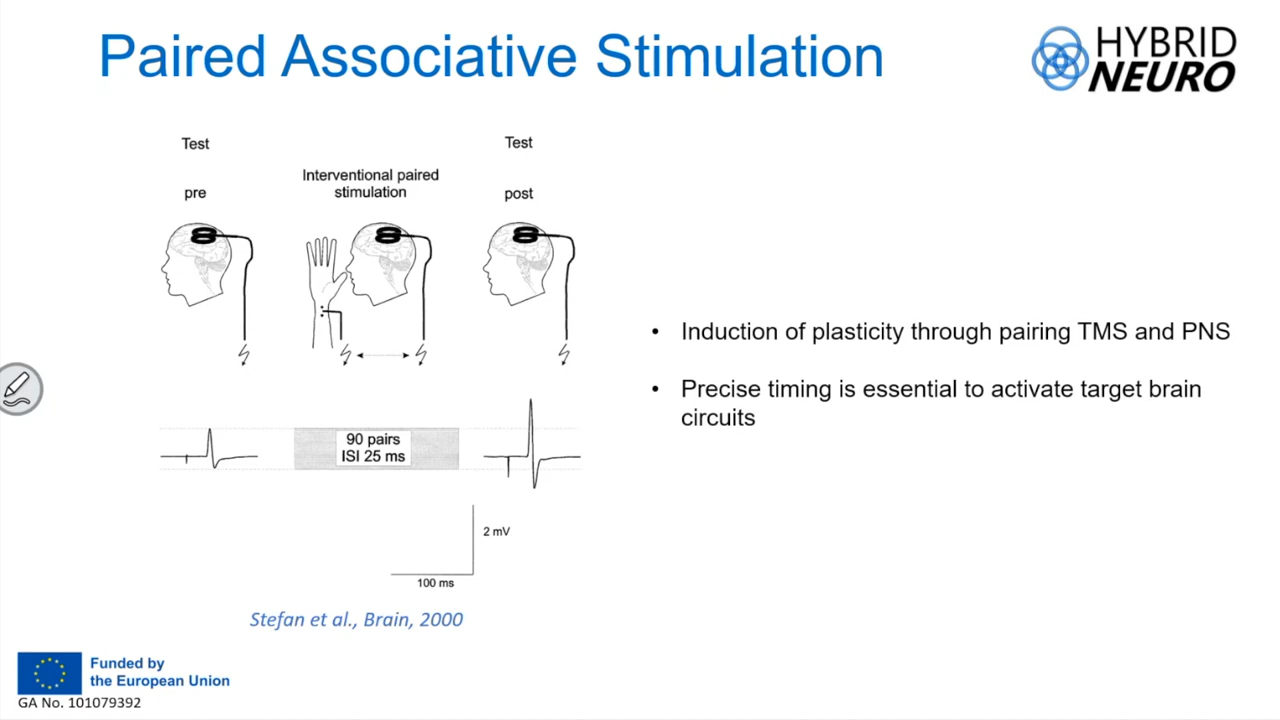 Paired Associative Stimulation
HYBRID
NEURO
Test
pre
Interventional paired
stimulation
Test
post
90 pairs
ISI 25 ms
2 mV
100 ms
Stefan et al., Brain, 2000
• Induction of plasticity through pairing TMS and PNS
• Precise timing is essential to activate target brain
circuits
Funded by
the European Union
GA No. 101079392